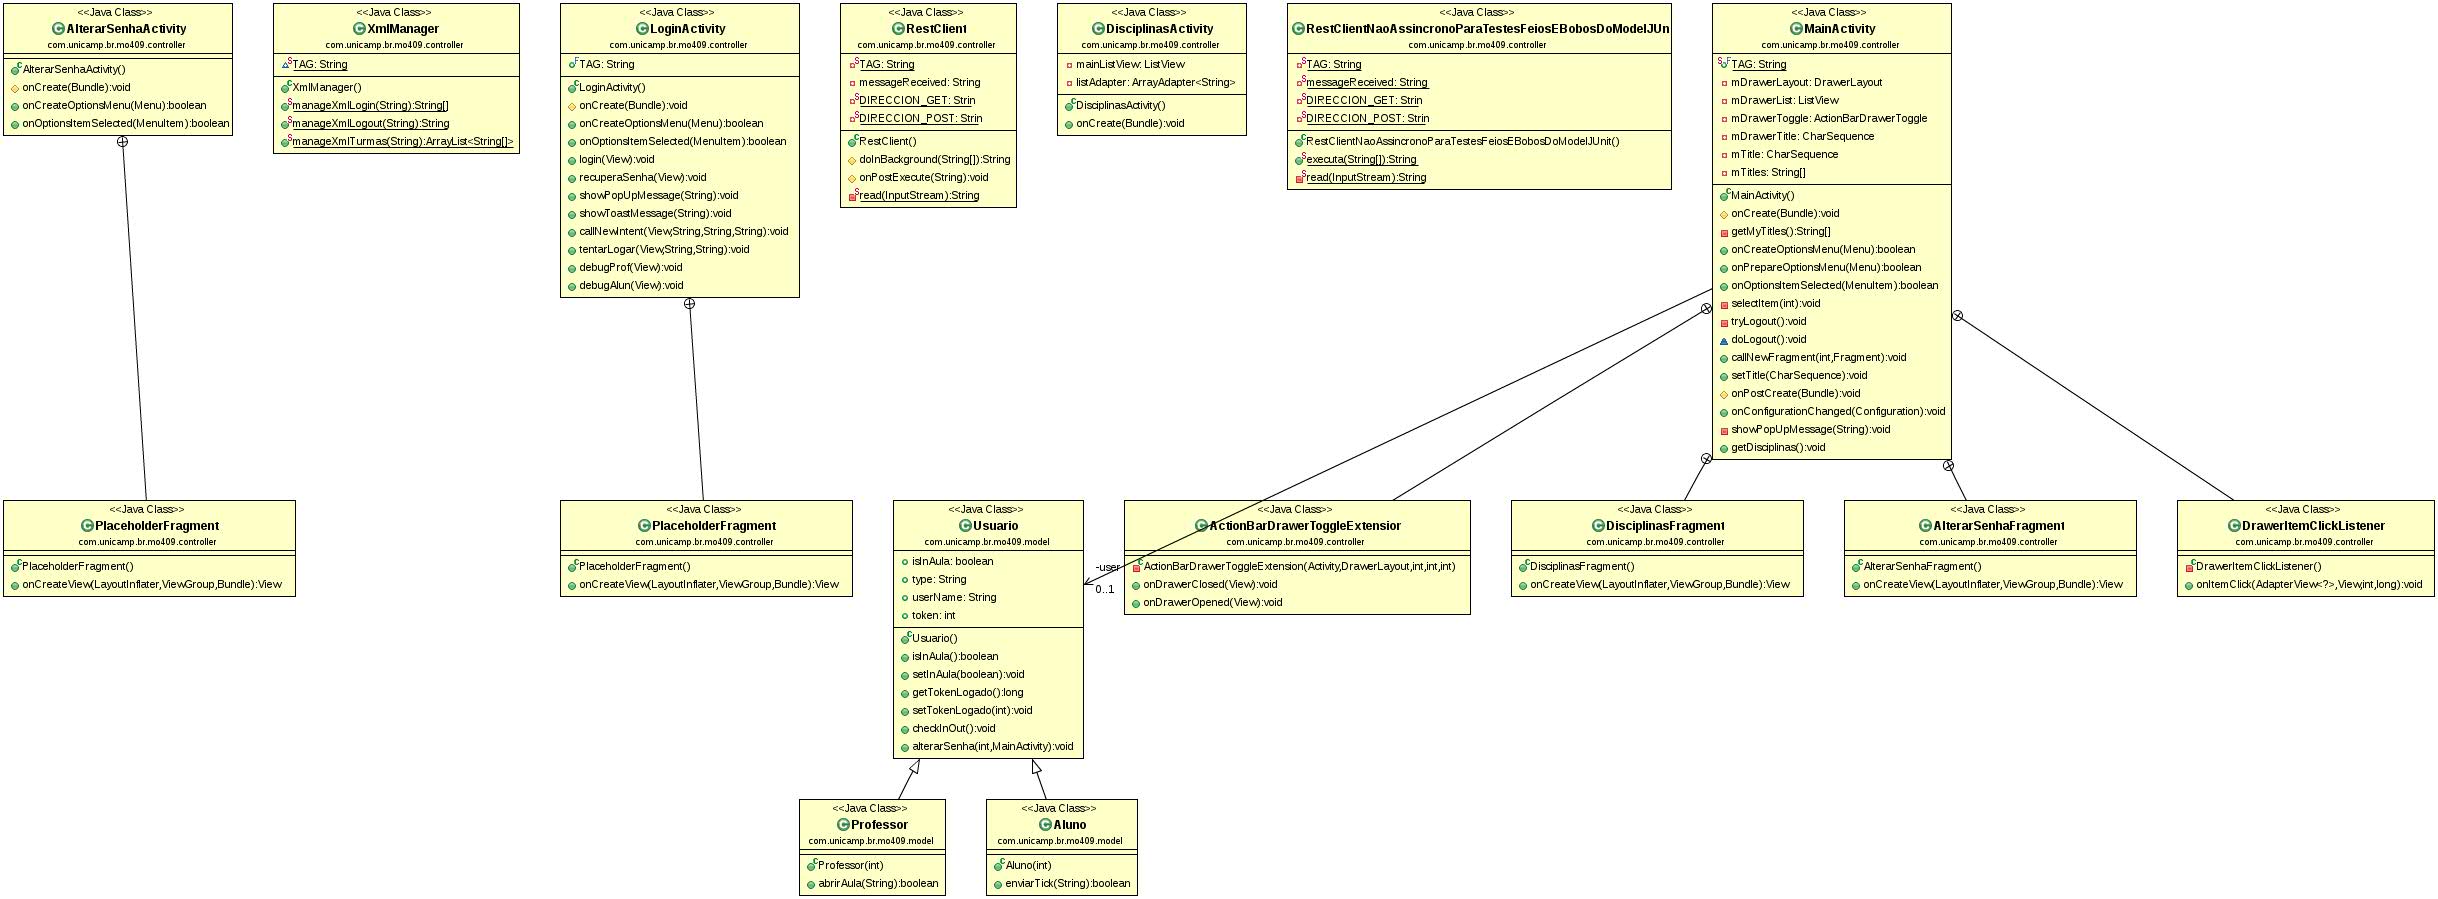 <<Java Class>>
AlterarSenhaActivity
com.unicamp.br.mo409.controller
AlterarSenhaActivity()
onCreate(Bundle):void
onCreateOptionsMenu(Menu):boolean
onOptionsItemSelected(MenuItem):boolean
<<Java Class>>
XmlManager
com.unicamp.br.mo409.controller
TAG: String
XmlManager()
manageXmlLogin(String):String[]
manageXmlLogout(String):String
manageXmlTurmas(String):ArrayList<String[]>
<<Java Class>>
LoginActivity
com.unicamp.br.mo409.controller
TAG: String
LoginActivity()
onCreate(Bundle):void
onCreateOptionsMenu(Menu):boolean
onOptionsItemSelected(MenuItem):boolean
login(View):void
recuperaSenha(View):void
showPopUpMessage(String):void
showToastMessage(String):void
callNewIntent(View,String,String,String):void
tentarLogar(View,String,String):void
debugProf(View):void
debugAlun(View):void
<<Java Class>>
RestClient
com.unicamp.br.mo409.controller
TAG: String
messageReceived: String
DIRECCION_GET: Strin
DIRECCION_POST: Strin
RestClient()
doInBackground(String[]):String
onPostExecute(String):void
read(InputStream):String
<<Java Class>>
DisciplinasActivity
com.unicamp.br.mo409.controller
mainListView: ListView
listAdapter: ArrayAdapter<String>
DisciplinasActivity()
onCreate(Bundle):void
<<Java Class>>
RestClientNaoAssincronoParaTestesFeiosEBobosDoModelJUn
com.unicamp.br.mo409.controller
TAG: String
messageReceived: String
DIRECCION_GET: Strin
DIRECCION_POST: Strin
RestClientNaoAssincronoParaTestesFeiosEBobosDoModelJUnit()
executa(String[]):String
read(InputStream):String
<<Java Class>>
MainActivity
com.unicamp.br.mo409.controller
TAG: String
mDrawerLayout: DrawerLayout
mDrawerList: ListView
mDrawerToggle: ActionBarDrawerToggle
mDrawerTitle: CharSequence
mTitle: CharSequence
mTitles: String[]
MainActivity()
onCreate(Bundle):void
getMyTitles():String[]
onCreateOptionsMenu(Menu):boolean
onPrepareOptionsMenu(Menu):boolean
onOptionsItemSelected(MenuItem):boolean
selectItem(int):void
tryLogout():void
doLogout():void
callNewFragment(int,Fragment):void
setTitle(CharSequence):void
onPostCreate(Bundle):void
onConfigurationChanged(Configuration):void
showPopUpMessage(String):void
getDisciplinas():void
<<Java Class>>
PlaceholderFragment
com.unicamp.br.mo409.controller
PlaceholderFragment()
onCreateView(LayoutInflater,ViewGroup,Bundle):View
<<Java Class>>
PlaceholderFragment
com.unicamp.br.mo409.controller
PlaceholderFragment()
onCreateView(LayoutInflater,ViewGroup,Bundle):View
<<Java Class>>
Usuario
com.unicamp.br.mo409.model
isInAula: boolean
type: String
userName: String
token: int
Usuario()
isInAula():boolean
setInAula(boolean):void
getTokenLogado():long
setTokenLogado(int):void
checkInOut():void
alterarSenha(int,MainActivity):void
-user
0..1
<<Java Class>>
ActionBarDrawerToggleExtensior
com.unicamp.br.mo409.controller
ActionBarDrawerToggleExtension(Activity,DrawerLayout,int,int,int)
onDrawerClosed(View):void
onDrawerOpened(View):void
<<Java Class>>
DisciplinasFragment
com.unicamp.br.mo409.controller
DisciplinasFragment()
onCreateView(LayoutInflater,ViewGroup,Bundle):View
<<Java Class>>
AlterarSenhaFragment
com.unicamp.br.mo409.controller
AlterarSenhaFragment()
onCreateView(LayoutInflater,ViewGroup,Bundle):View
<<Java Class>>
DrawerItemClickListener
com.unicamp.br.mo409.controller
DrawerItemClickListener()
onItemClick(AdapterView<?>,View,int,long):void
<<Java Class>>
Professor
com.unicamp.br.mo409.model
Professor(int)
abrirAula(String):boolean
<<Java Class>>
Aluno
com.unicamp.br.mo409.model
Aluno(int)
enviarTick(String):boolean